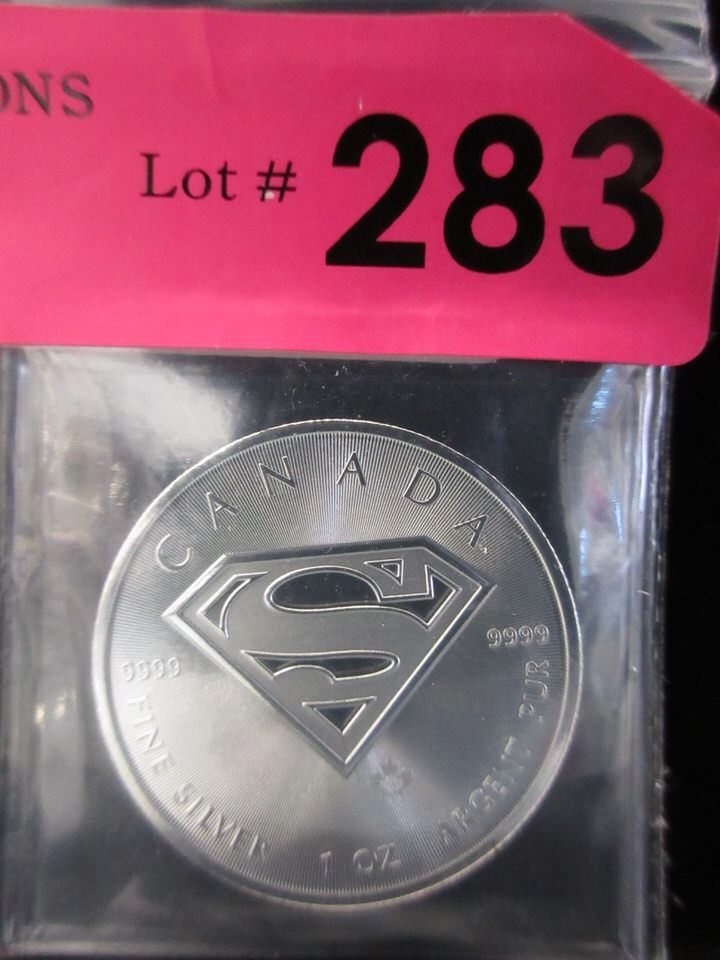 ONS
Lot # 283
CANADA
S
9999
9999
FINE SILVER 1 OZ ARGENT PUR